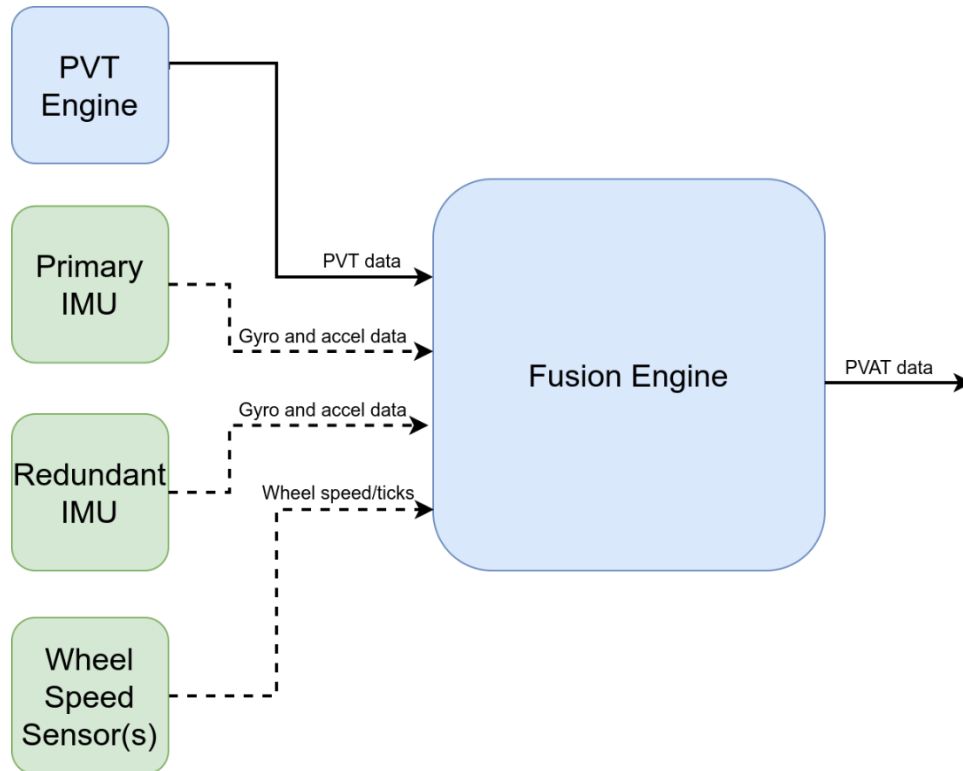 PVT
Engine
PVT data
Primary
IMU
Gyro and accel data
Redundant
IMU
Gyro and accel data
Wheel
Speed
Sensor(s)
Wheel speed/ticks
Fusion Engine
PVAT data